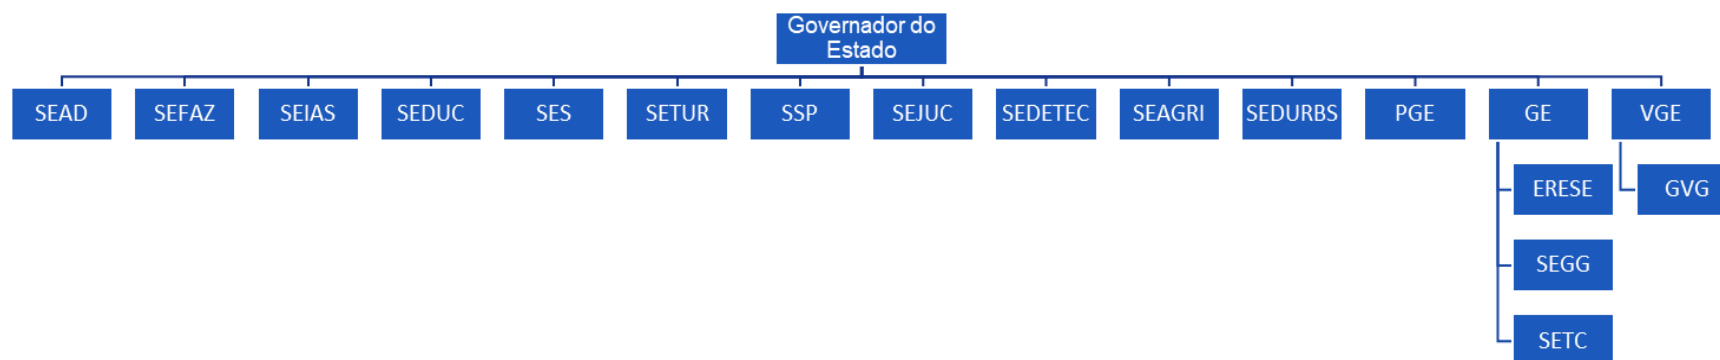 Governador do
Estado
SEAD
SEFAZ
SEIAS
SEDUC
SES
SETUR
SSP
SEJUC
SEDETEC
SEAGRI
SEDURBS
PGE
GE
VGE
ERESE
GVG
SEGG
SETC